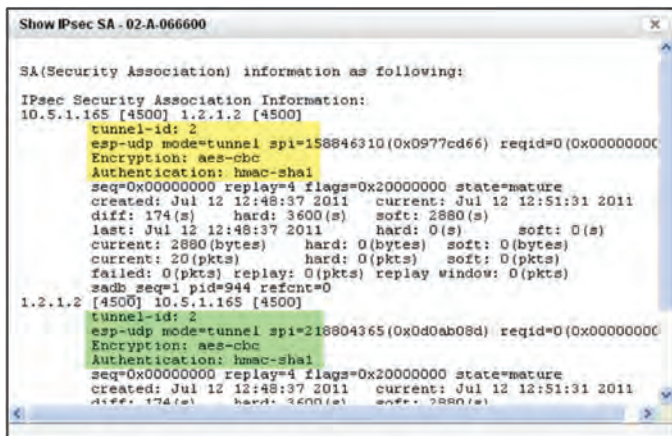 Show IPsec SA - 02-A-066600
SA(Security Association) information as following:
IPsec Security Association Information:
10.5.1.165 [4500] 1.2.1.2 [4500]
tunnel-id: 2
esp-udp mode=tunnel spi=158846310(0x0977cd66) reqid=0(0x00000000
Encryption: aes-cbc
Authentication: hmac-sha1
seq=0x00000000 replay=4 flags=0x20000000 state=mature
created: Jul 12 12:48:37 2011 current: Jul 12 12:51:31 2011
diff: 174(s) hard: 3600(s) soft: 2880(s)
last: Jul 12 12:48:37 2011 hard: 0(s) soft: 0(s)
current: 2880(bytes) hard: 0(bytes) soft: 0(bytes)
current: 20(pkts) hard: 0(pkts) soft: 0(pkts)
failed: 0(pkts) replay: 0(pkts) replay window: 0(pkts)
sadb_seq=1 pid=944 refcnt=0
1.2.1.2 [4500] 10.5.1.165 [4500]
tunnel-id: 2
esp-udp mode=tunnel spi=218804365(0x0d0ab08d) reqid=0(0x00000000
Encryption: aes-cbc
Authentication: hmac-sha1
seq=0x00000000 replay=4 flags=0x20000000 state=mature
created: Jul 12 12:48:37 2011 current: Jul 12 12:51:31 2011
diff: 174(s) hard: 3600(s) soft: 2880(s)